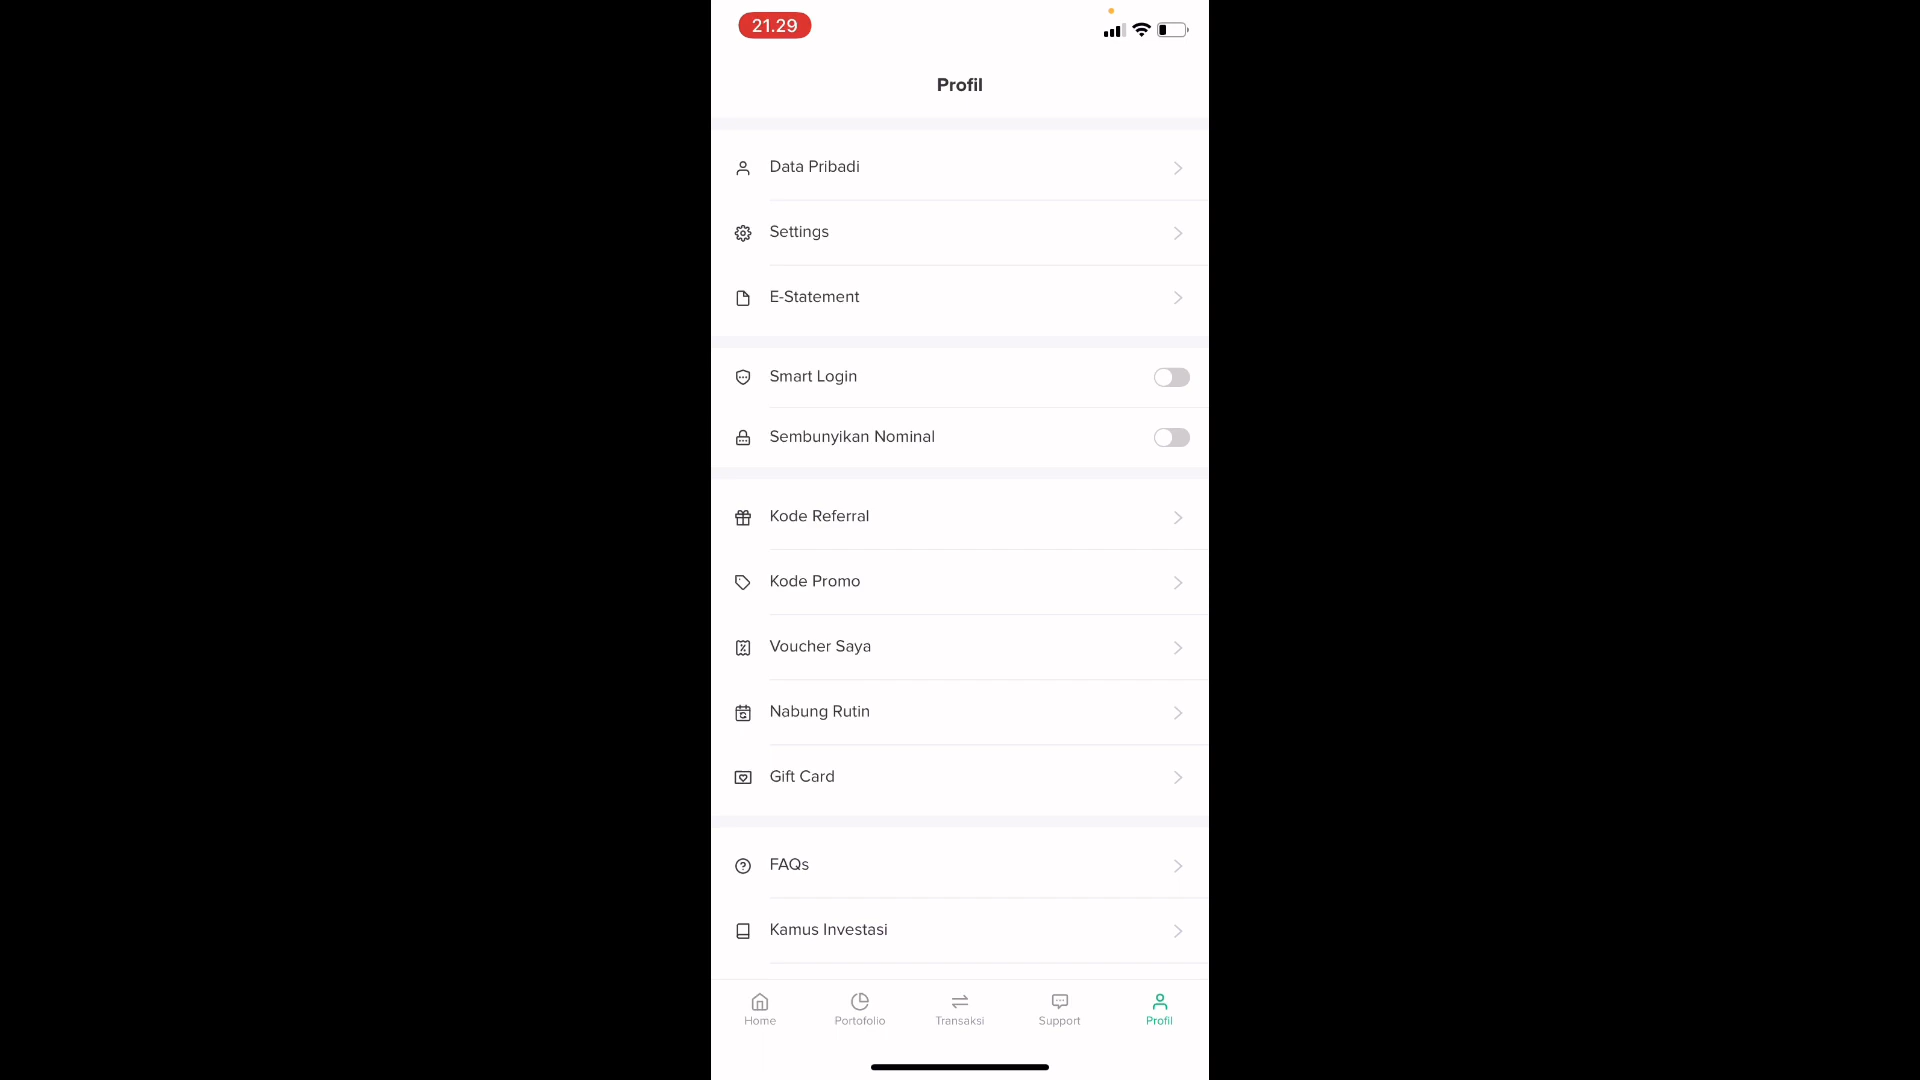 21.29
Profil
Data Pribadi
Settings
E-Statement
Smart Login
Sembunyikan Nominal
Kode Referral
Kode Promo
Voucher Saya
Nabung Rutin
Gift Card
FAQs
Kamus Investasi
Home
Portofolio
Transaksi
Support
Profil